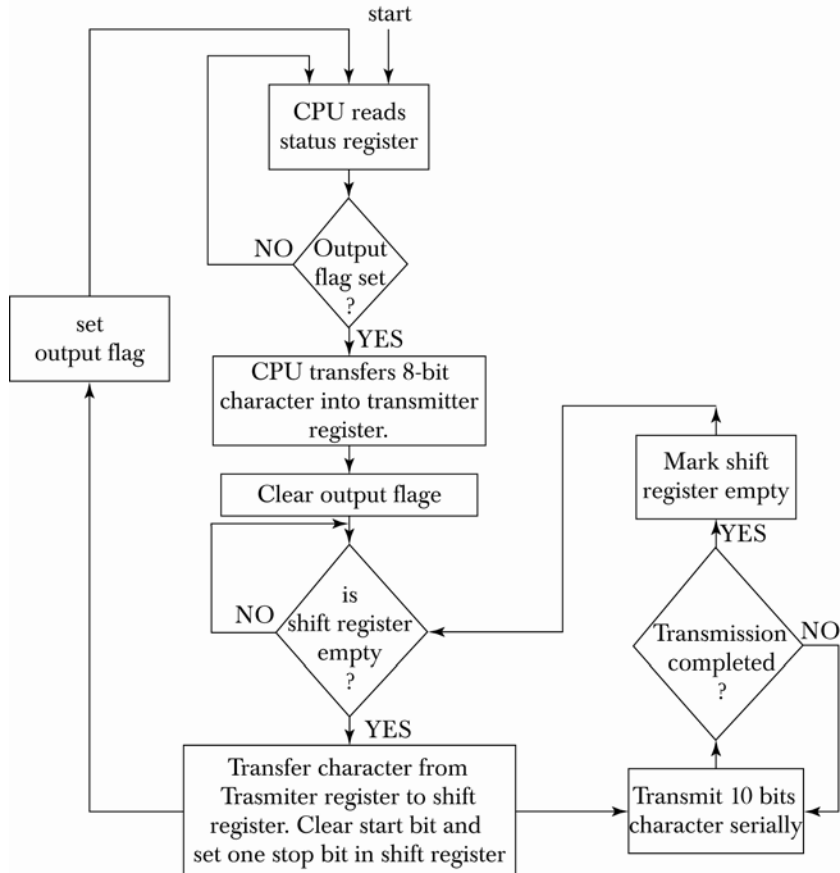 start
CPU reads
status register
NO
Output
flag set
?
YES
set
output flag
CPU transfers 8-bit
character into transmitter
register.
Clear output flage
NO
is
shift register
empty
?
YES
Transfer character from
Trasmiter register to shift
register. Clear start bit and
set one stop bit in shift register
Mark shift
register empty
YES
NO
Transmission
completed
?
Transmit 10 bits
character serially